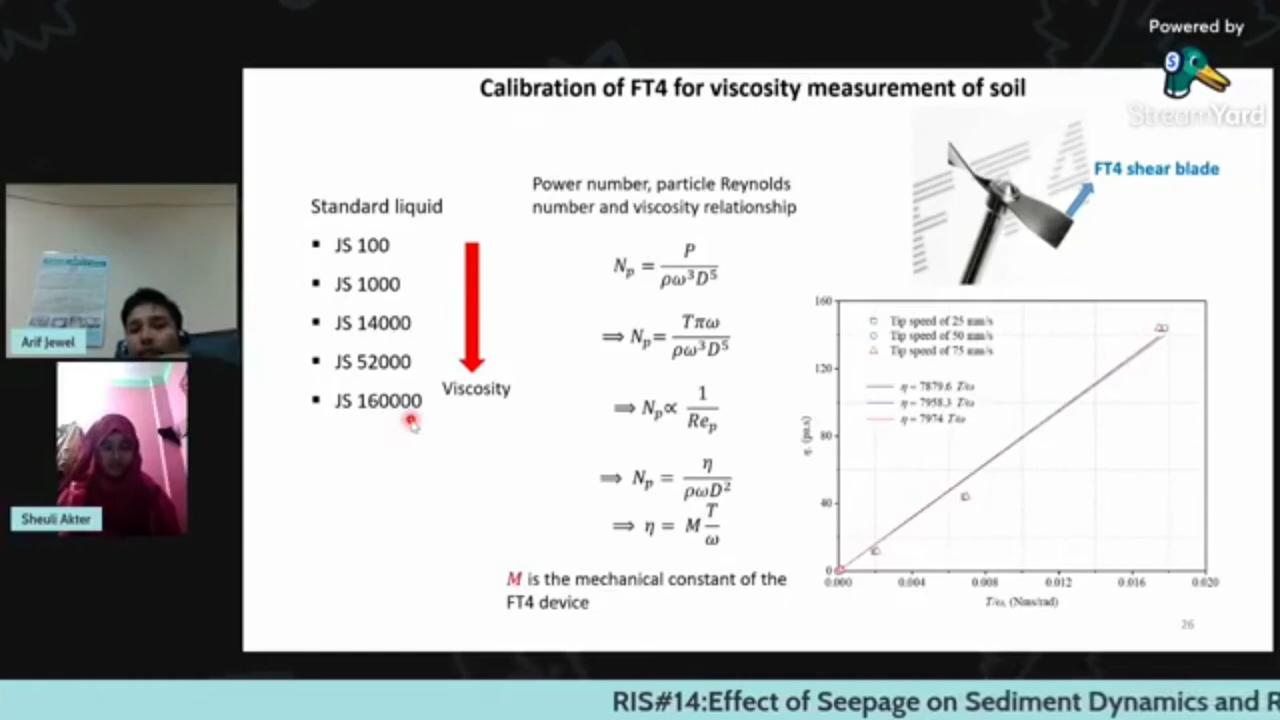 Powered by
StreamYard
Calibration of FT4 for viscosity measurement of soil
FT4 shear blade
Standard liquid
▪ JS 100
▪ JS 1000
▪ JS 14000
▪ JS 52000
▪ JS 160000
Viscosity
Power number, particle Reynolds
number and viscosity relationship
N_p = P / ρω³D⁵
⟹ N_p = Tπω / ρω³D⁵
⟹ N_p ∝ 1 / Re_p
⟹ N_p = η / ρωD²
⟹ η = M T / ω
M is the mechanical constant of the
FT4 device
160
120
80
40
0
η, (pa.s)
Tip speed of 25 mm/s
Tip speed of 50 mm/s
Tip speed of 75 mm/s
η = 7879.6 T/ω
η = 7958.3 T/ω
η = 7974 T/ω
0.000 0.004 0.008 0.012 0.016 0.020
T/ω, (Nms/rad)
26
Arif Jewel
Sheuli Akter
RIS#14:Effect of Seepage on Sediment Dynamics and R